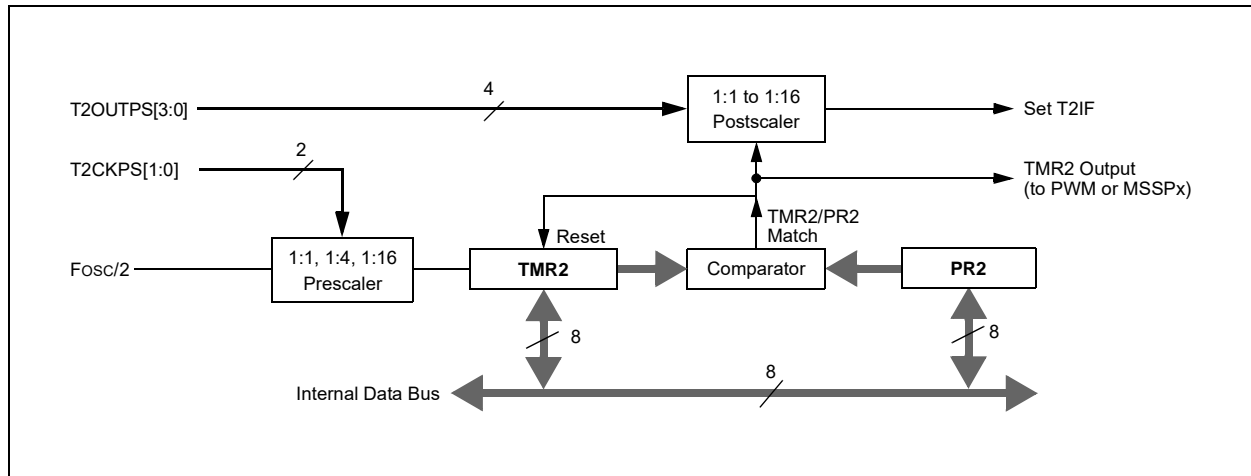 4
T2OUTPS[3:0]
1:1 to 1:16
Postscaler
Set T2IF
2
T2CKPS[1:0]
TMR2 Output
(to PWM or MSSPx)
TMR2/PR2
Match
Reset
Fosc/2
1:1, 1:4, 1:16
Prescaler
TMR2
Comparator
PR2
8
8
8
Internal Data Bus